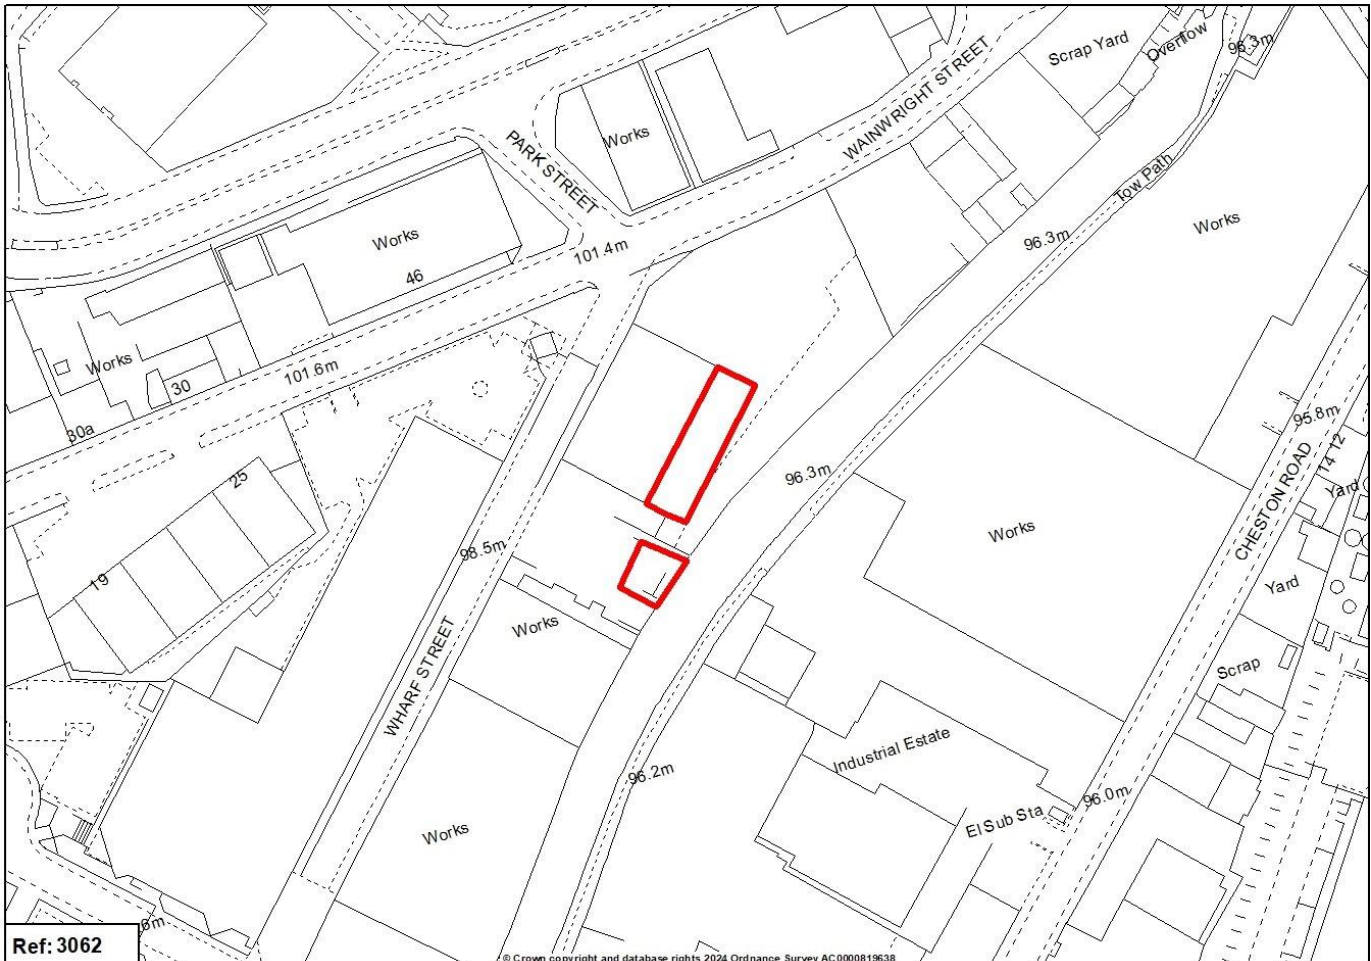 Scrap Yard
Overflow
96.3m
WAINWRIGHT STREET
PARK STREET
Works
Tow Path
Works
Works
96.3m
101.4m
46
Works
30
101.6m
30a
95.8m
14 12
CHESTON ROAD
Yard
96.3m
25
Works
98.5m
19
Yard
Works
WHARF STREET
Scrap
Industrial Estate
96.2m
96.0m
El Sub Sta
Works
6m
Ref: 3062
© Crown copyright and database rights 2024 Ordnance Survey AC0000819638